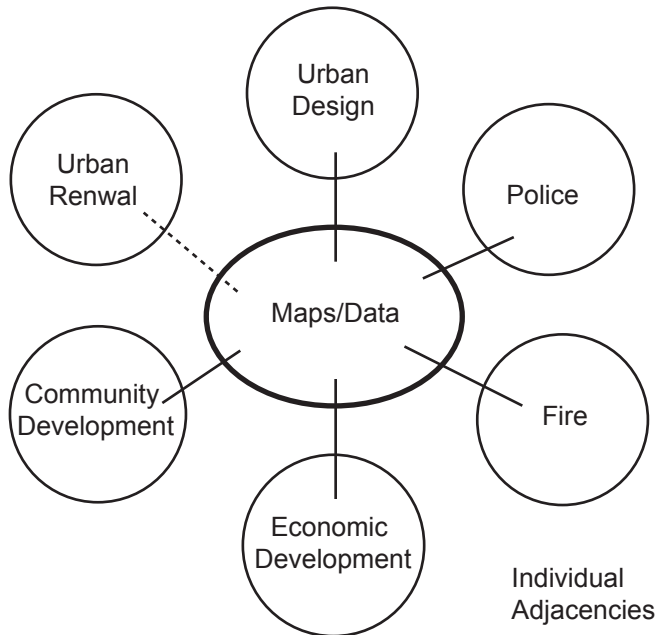 Urban
Design
Urban
Renwal
Police
Maps/Data
Community
Development
Fire
Economic
Development
Individual
Adjacencies